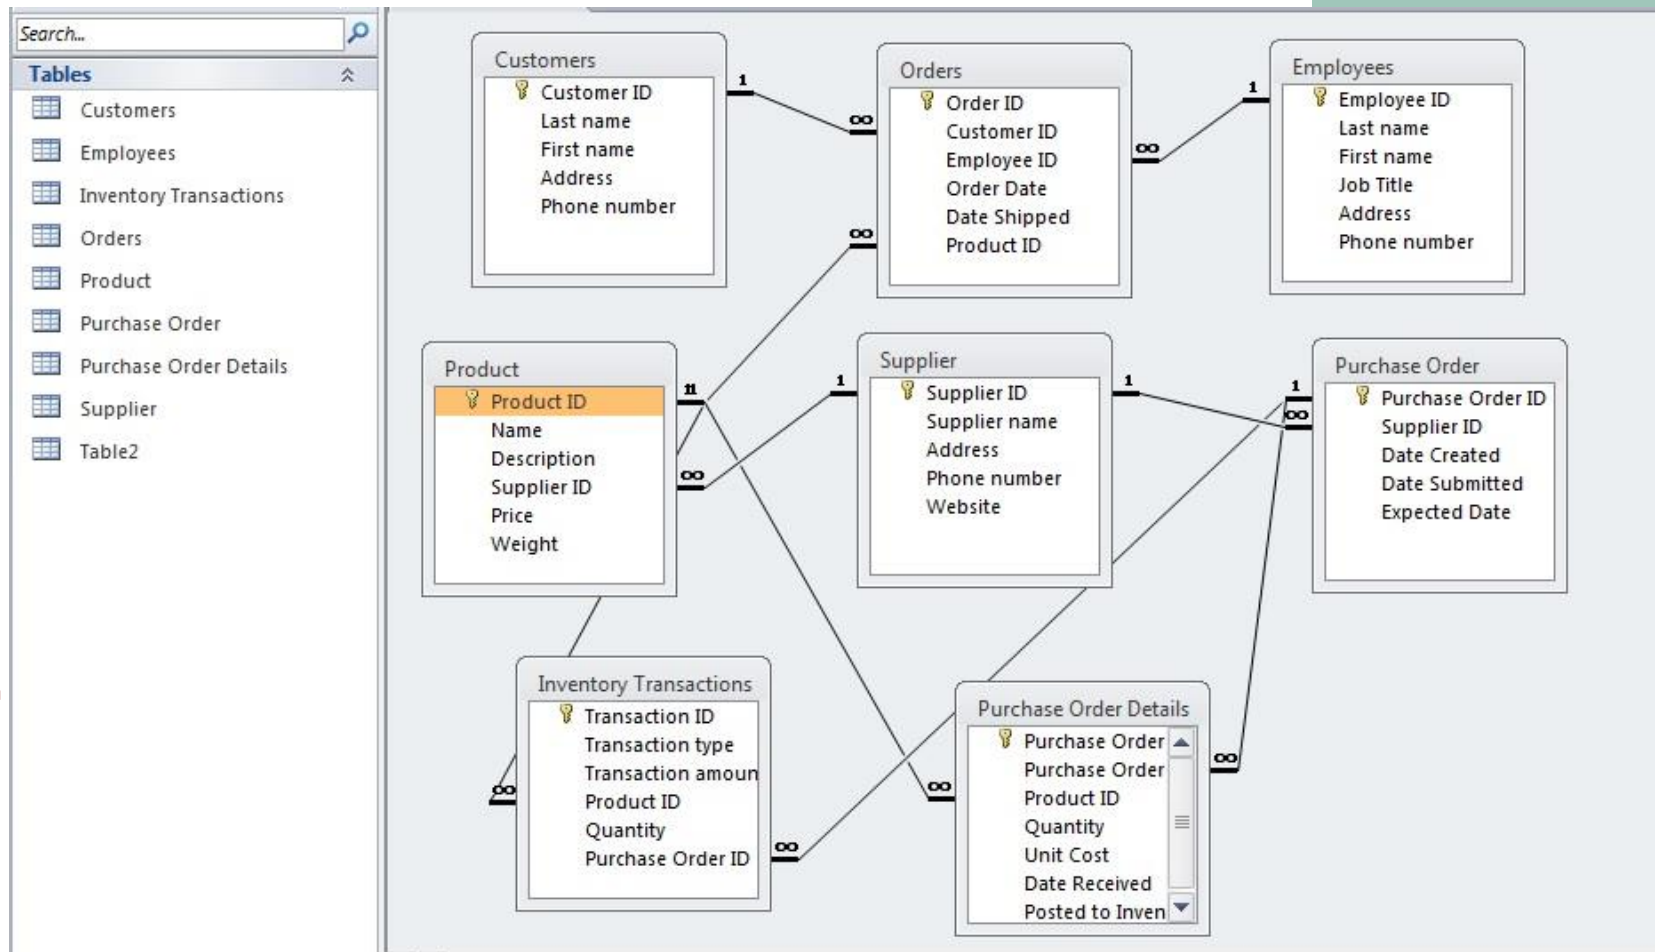 Search...
Tables
Customers
Employees
Inventory Transactions
Orders
Product
Purchase Order
Purchase Order Details
Supplier
Table2
Customers
Customer ID
Last name
First name
Address
Phone number
1
∞
Orders
Order ID
Customer ID
Employee ID
Order Date
Date Shipped
Product ID
∞
∞
1
Employees
Employee ID
Last name
First name
Job Title
Address
Phone number
Product
Product ID
Name
Description
Supplier ID
Price
Weight
∞
1
Supplier
Supplier ID
Supplier name
Address
Phone number
Website
1
1
∞
Purchase Order
Purchase Order ID
Supplier ID
Date Created
Date Submitted
Expected Date
Inventory Transactions
Transaction ID
Transaction type
Transaction amoun
Product ID
Quantity
Purchase Order ID
∞
∞
∞
Purchase Order Details
Purchase Order
Purchase Order
Product ID
Quantity
Unit Cost
Date Received
Posted to Inven
∞